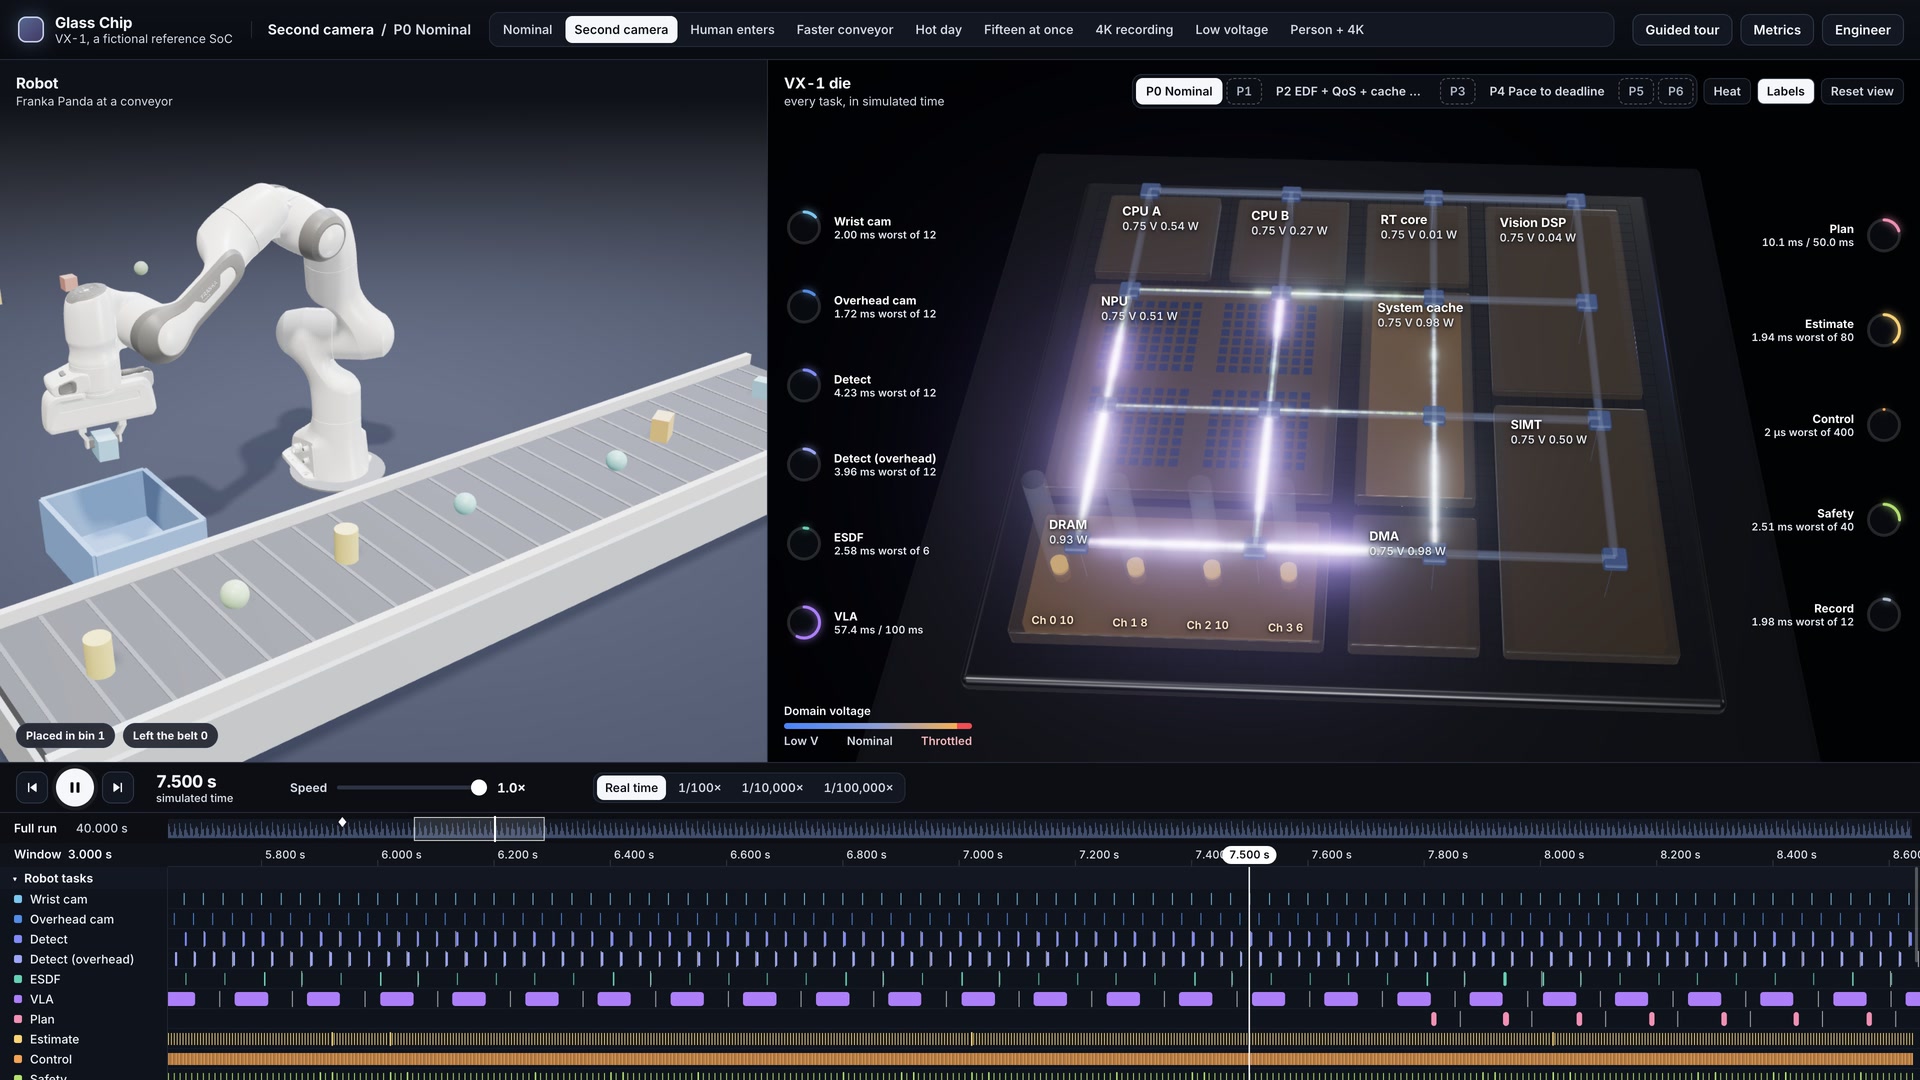 Glass Chip
VX-1, a fictional reference SoC
Second camera / P0 Nominal
Nominal
Second camera
Human enters
Faster conveyor
Hot day
Fifteen at once
4K recording
Low voltage
Person + 4K
Guided tour
Metrics
Engineer
Robot
Franka Panda at a conveyor
Placed in bin 1
Left the belt 0
VX-1 die
every task, in simulated time
P0 Nominal
P1
P2 EDF + QoS + cache ...
P3
P4 Pace to deadline
P5
P6
Heat
Labels
Reset view
Wrist cam
2.00 ms worst of 12
Overhead cam
1.72 ms worst of 12
Detect
4.23 ms worst of 12
Detect (overhead)
3.96 ms worst of 12
ESDF
2.58 ms worst of 6
VLA
57.4 ms / 100 ms
CPU A
0.75 V 0.54 W
CPU B
0.75 V 0.27 W
RT core
0.75 V 0.01 W
Vision DSP
0.75 V 0.04 W
NPU
0.75 V 0.51 W
System cache
0.75 V 0.98 W
SIMT
0.75 V 0.50 W
DRAM
0.93 W
DMA
0.75 V 0.98 W
Ch 0 10
Ch 1 8
Ch 2 10
Ch 3 6
Plan
10.1 ms / 50.0 ms
Estimate
1.94 ms worst of 80
Control
2 µs worst of 400
Safety
2.51 ms worst of 40
Record
1.98 ms worst of 12
Domain voltage
Low V
Nominal
Throttled
7.500 s
simulated time
Speed
1.0×
Real time
1/100×
1/10,000×
1/100,000×
Full run 40.000 s
Window 3.000 s
5.800 s
6.000 s
6.200 s
6.400 s
6.600 s
6.800 s
7.000 s
7.200 s
7.400
7.500 s
7.600 s
7.800 s
8.000 s
8.200 s
8.400 s
8.600
Robot tasks
Wrist cam
Overhead cam
Detect
Detect (overhead)
ESDF
VLA
Plan
Estimate
Control
Safety